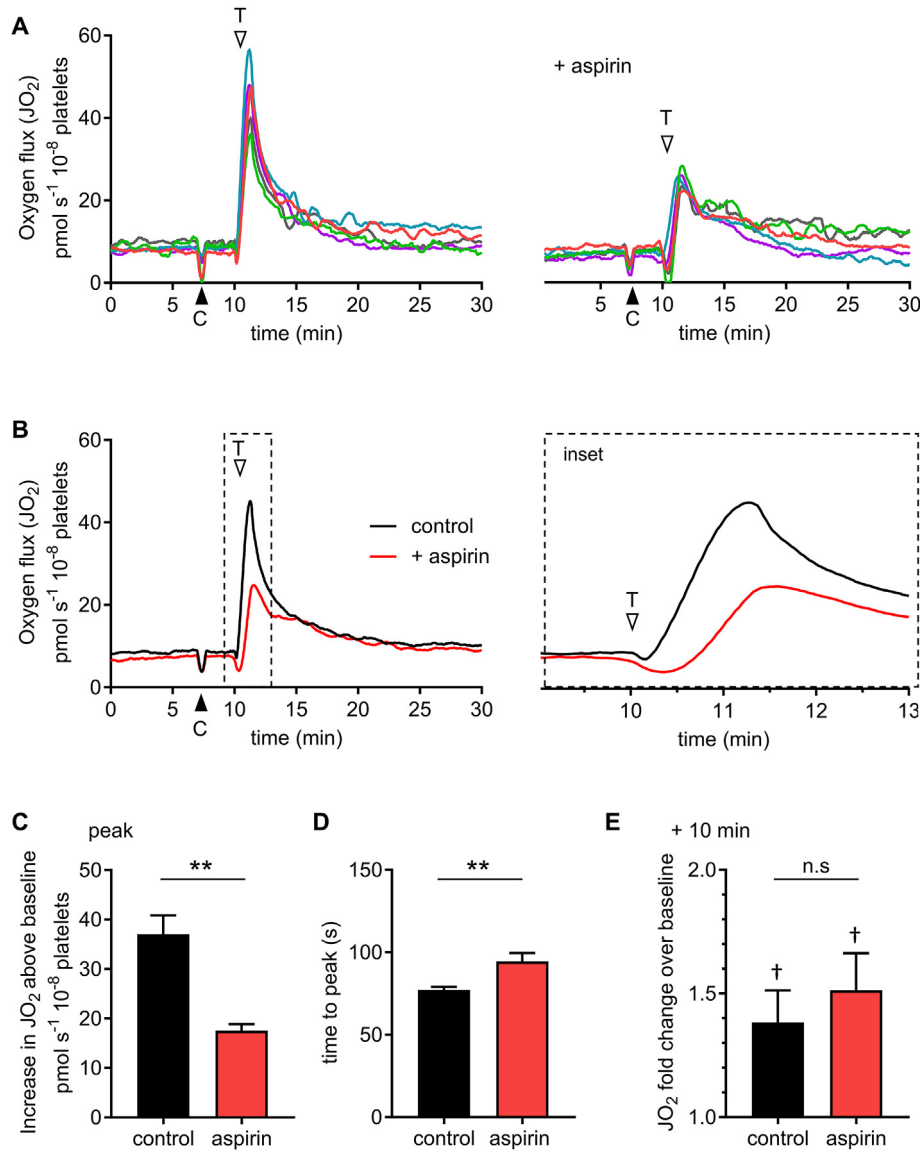 A
Oxygen flux (JO₂)
pmol s⁻¹ 10⁻⁸ platelets
60
40
20
0
T
C
0 5 10 15 20 25 30
time (min)
+ aspirin
T
C
5 10 15 20 25 30
time (min)
B
Oxygen flux (JO₂)
pmol s⁻¹ 10⁻⁸ platelets
60
40
20
0
T
control
+ aspirin
C
0 5 10 15 20 25 30
time (min)
inset
T
10 11 12 13
time (min)
C
peak
Increase in JO₂ above baseline
pmol s⁻¹ 10⁻⁸ platelets
50
40
30
20
10
0
**
control aspirin
D
time to peak (s)
150
100
50
0
**
control aspirin
E
+ 10 min
JO₂ fold change over baseline
2.0
1.5
1.0
n.s
†
†
control aspirin